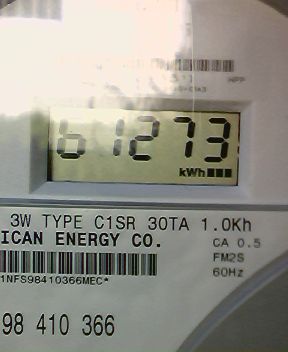 61273
kWh
3W TYPE C1SR 30TA 1.0Kh
ICAN ENERGY CO.
CA 0.5
FM2S
60Hz
1NFS98410366MEC*
98 410 366